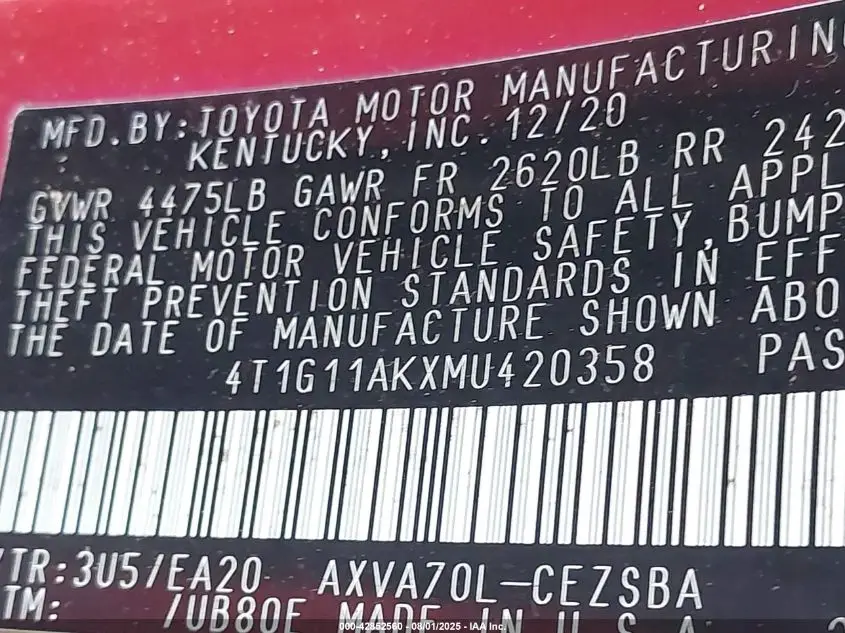 MFD.BY:TOYOTA MOTOR MANUFACTURING
KENTUCKY, INC. 12/20
GVWR 4475LB GAWR FR 2620LB RR 242
THIS VEHICLE CONFORMS TO ALL APPL
FEDERAL MOTOR VEHICLE SAFETY, BUMP
THEFT PREVENTION STANDARDS IN EFF
THE DATE OF MANUFACTURE SHOWN ABO
4T1G11AKXMU420358 PAS
/TR:3U5/EA20 AXVA70L-CEZSBA
TM: /UB80E MADE IN U.S.A.
000-42852560 - 08/01/2025 - IAA Inc.